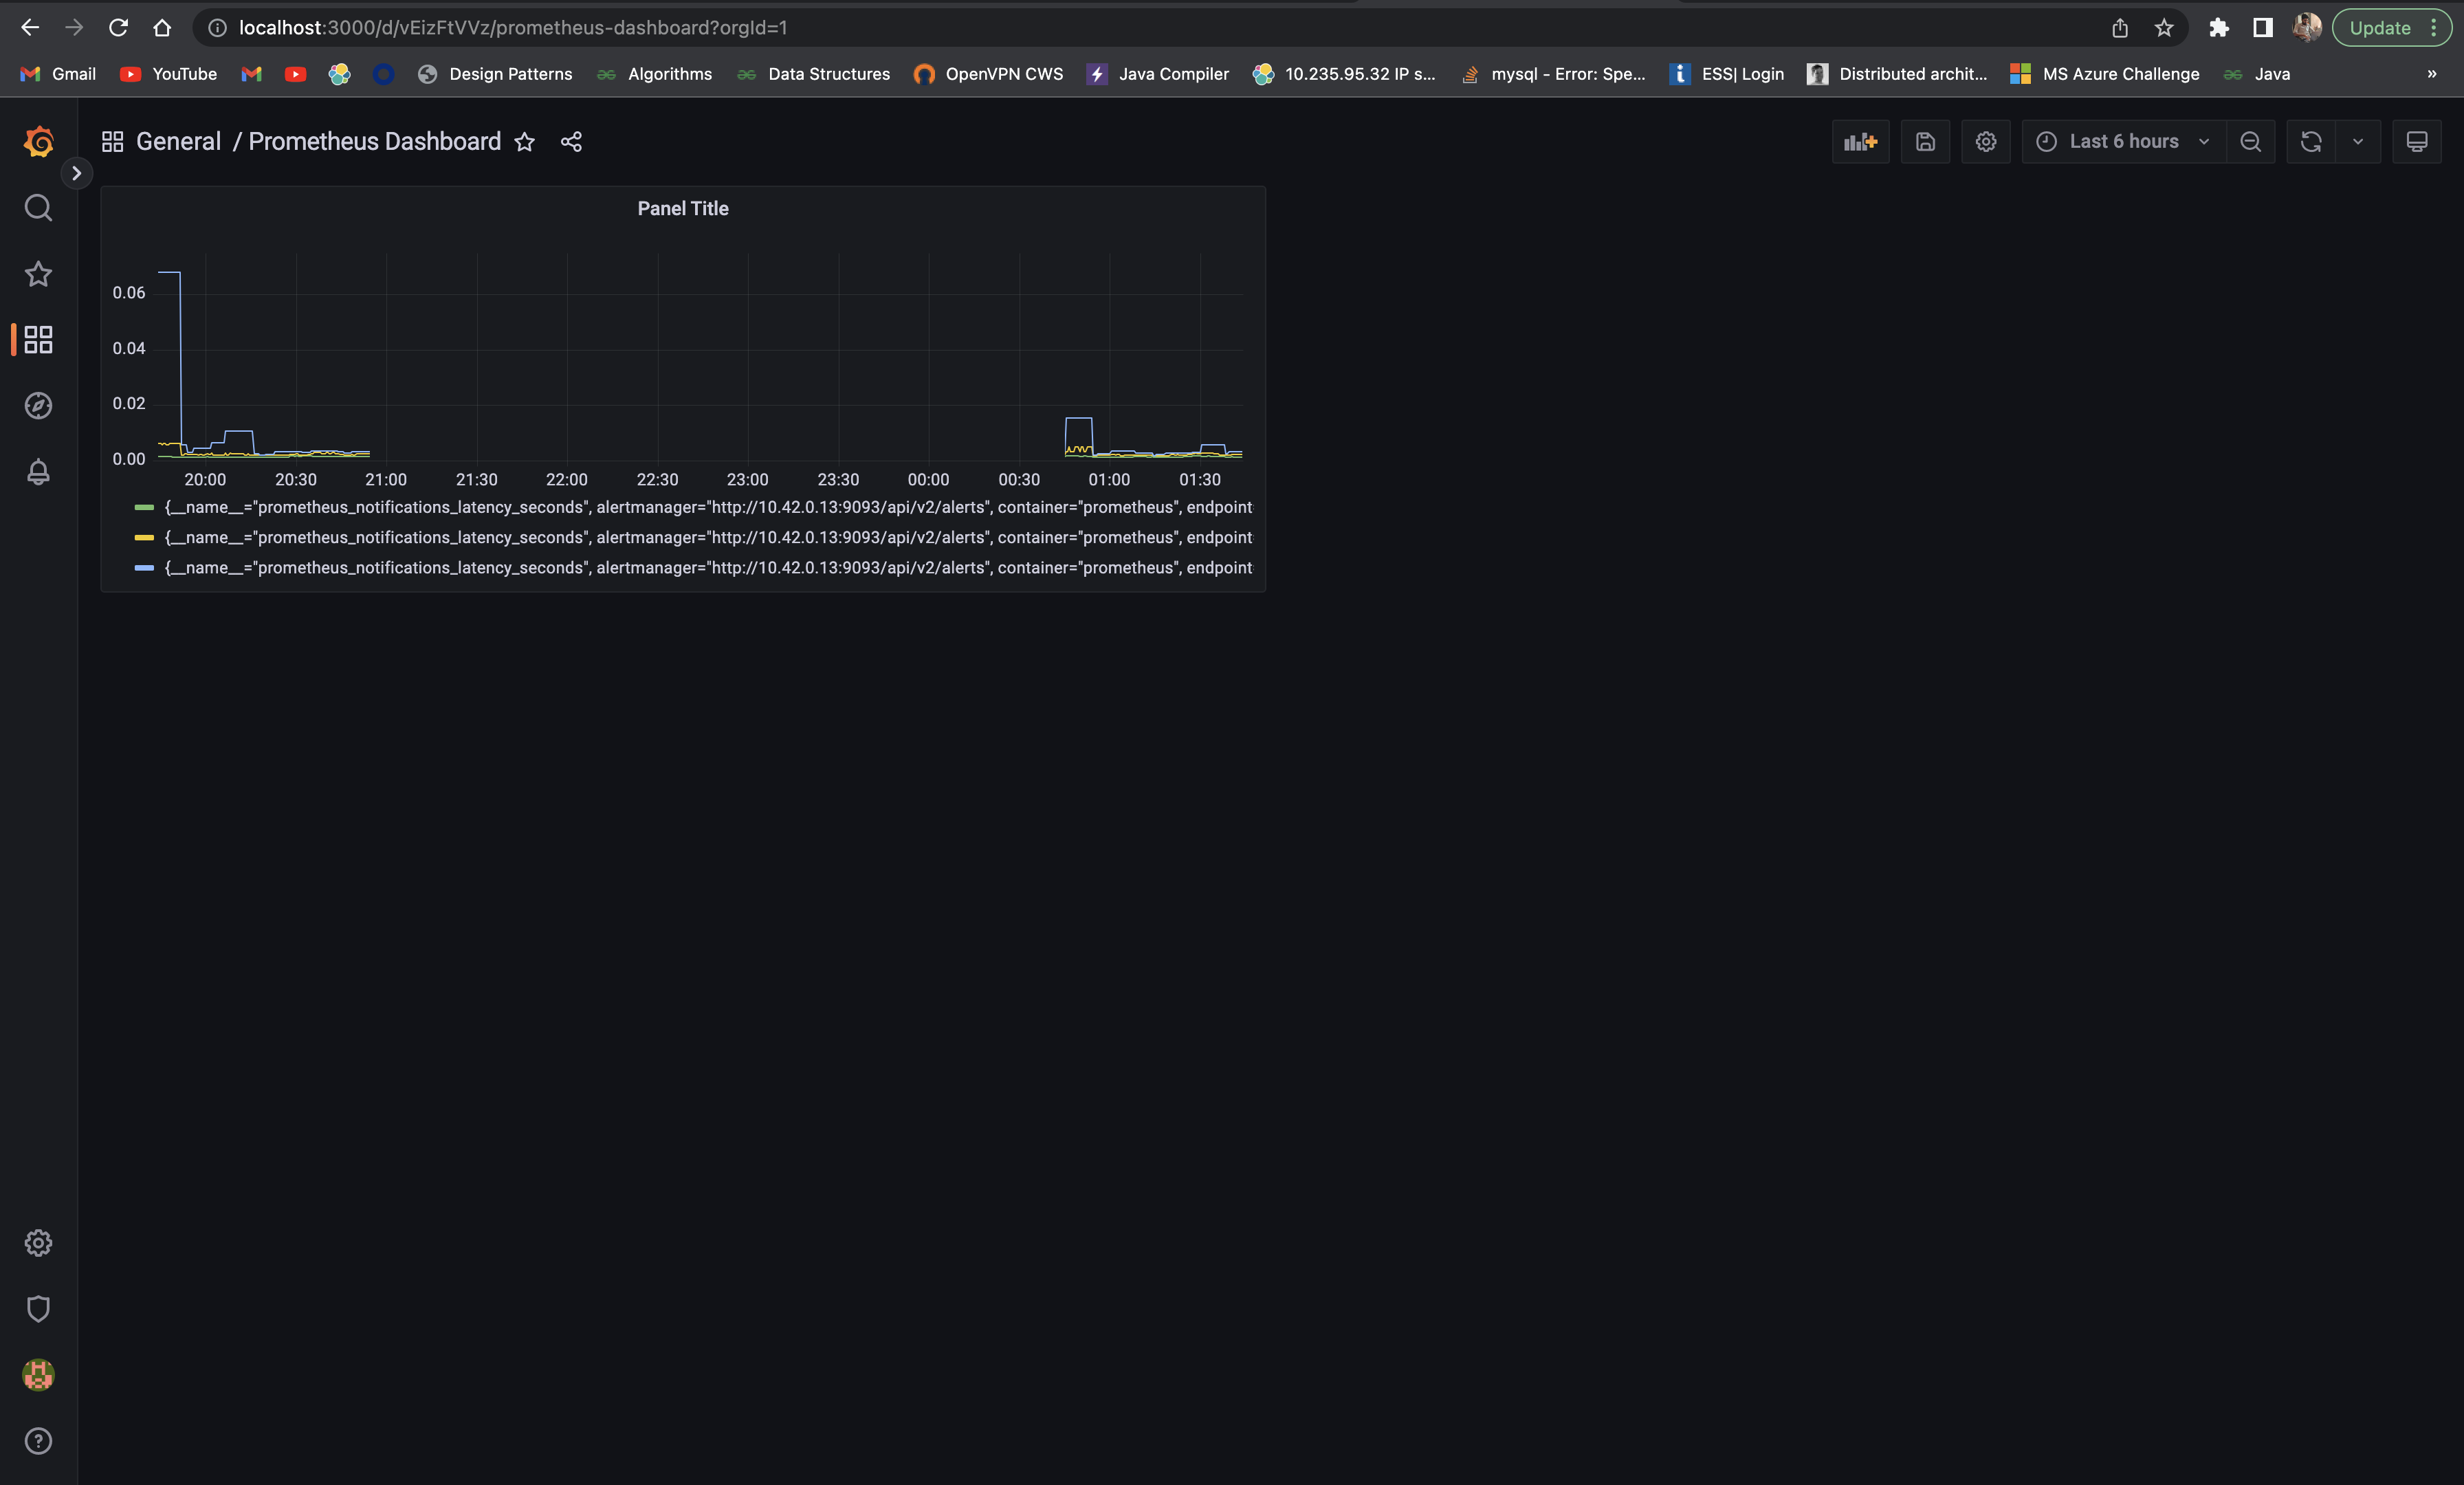 localhost:3000/d/vEizFtVVz/prometheus-dashboard?orgId=1
Update
Gmail YouTube Design Patterns Algorithms Data Structures OpenVPN CWS Java Compiler 10.235.95.32 IP s... mysql - Error: Spe... ESS| Login Distributed archit... MS Azure Challenge Java »
General / Prometheus Dashboard
Last 6 hours
Panel Title
0.06
0.04
0.02
0.00
20:00 20:30 21:00 21:30 22:00 22:30 23:00 23:30 00:00 00:30 01:00 01:30
{__name__="prometheus_notifications_latency_seconds", alertmanager="http://10.42.0.13:9093/api/v2/alerts", container="prometheus", endpoint
{__name__="prometheus_notifications_latency_seconds", alertmanager="http://10.42.0.13:9093/api/v2/alerts", container="prometheus", endpoint
{__name__="prometheus_notifications_latency_seconds", alertmanager="http://10.42.0.13:9093/api/v2/alerts", container="prometheus", endpoint